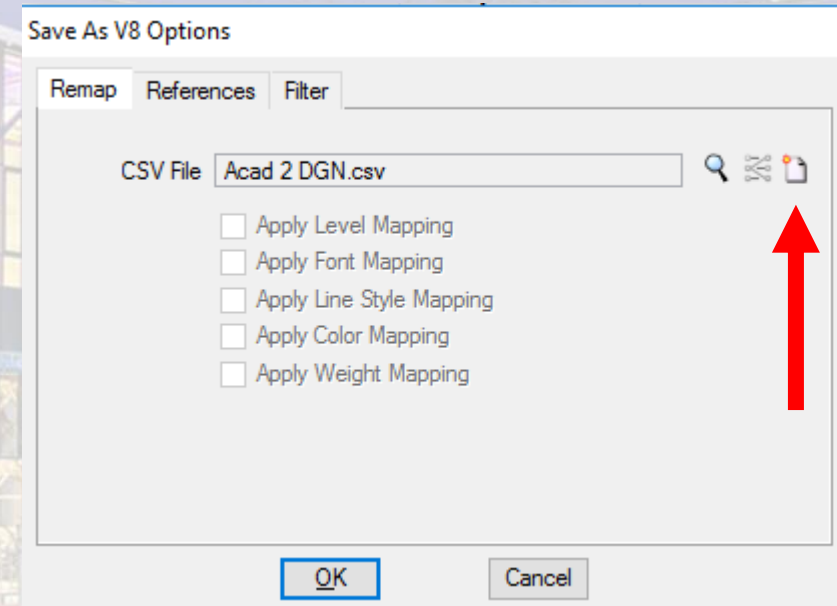 Save As V8 Options
Remap References Filter
CSV File Acad 2 DGN.csv
Apply Level Mapping
Apply Font Mapping
Apply Line Style Mapping
Apply Color Mapping
Apply Weight Mapping
OK Cancel